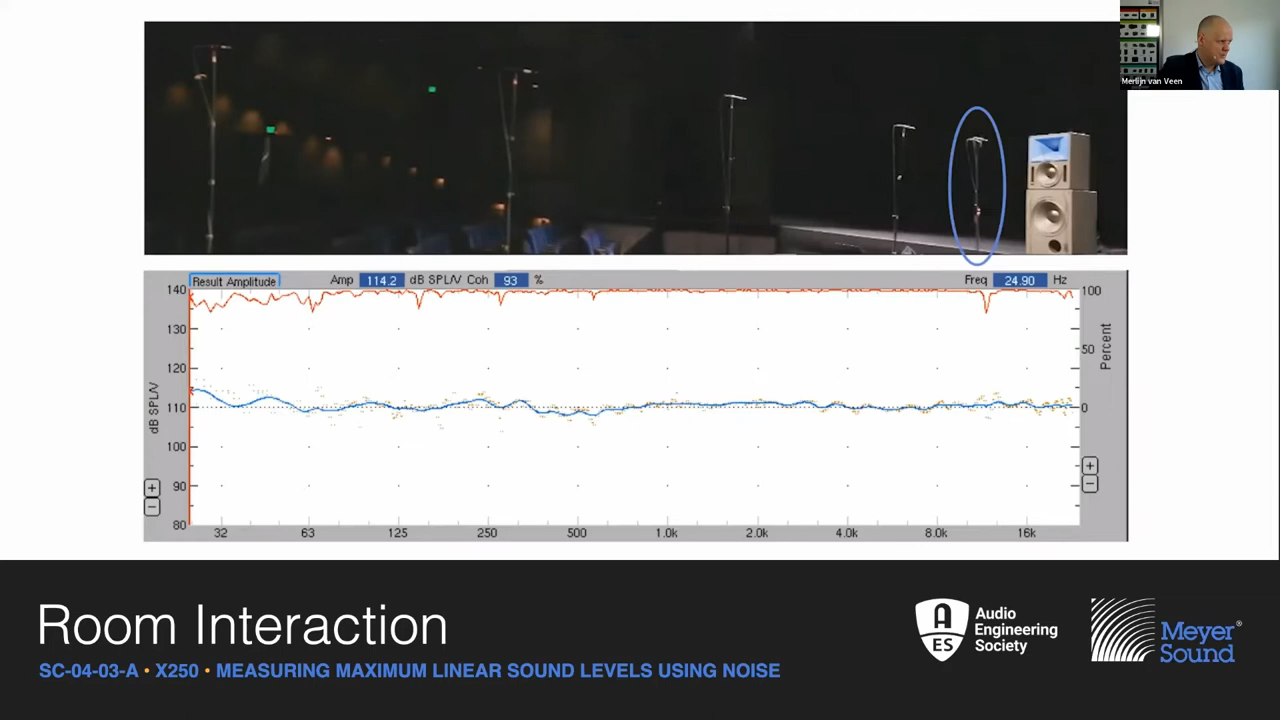 Merlijn van Veen
Result Amplitude Amp 114.2 dB SPL/V Coh 93 % Freq 24.90 Hz
140
130
120
110
100
90
80
dB SPL/V
+
−
100
50
0
Percent
+
−
32 63 125 250 500 1.0k 2.0k 4.0k 8.0k 16k
Room Interaction
SC-04-03-A • X250 • MEASURING MAXIMUM LINEAR SOUND LEVELS USING NOISE
A
ES
Audio
Engineering
Society
Meyer®
Sound